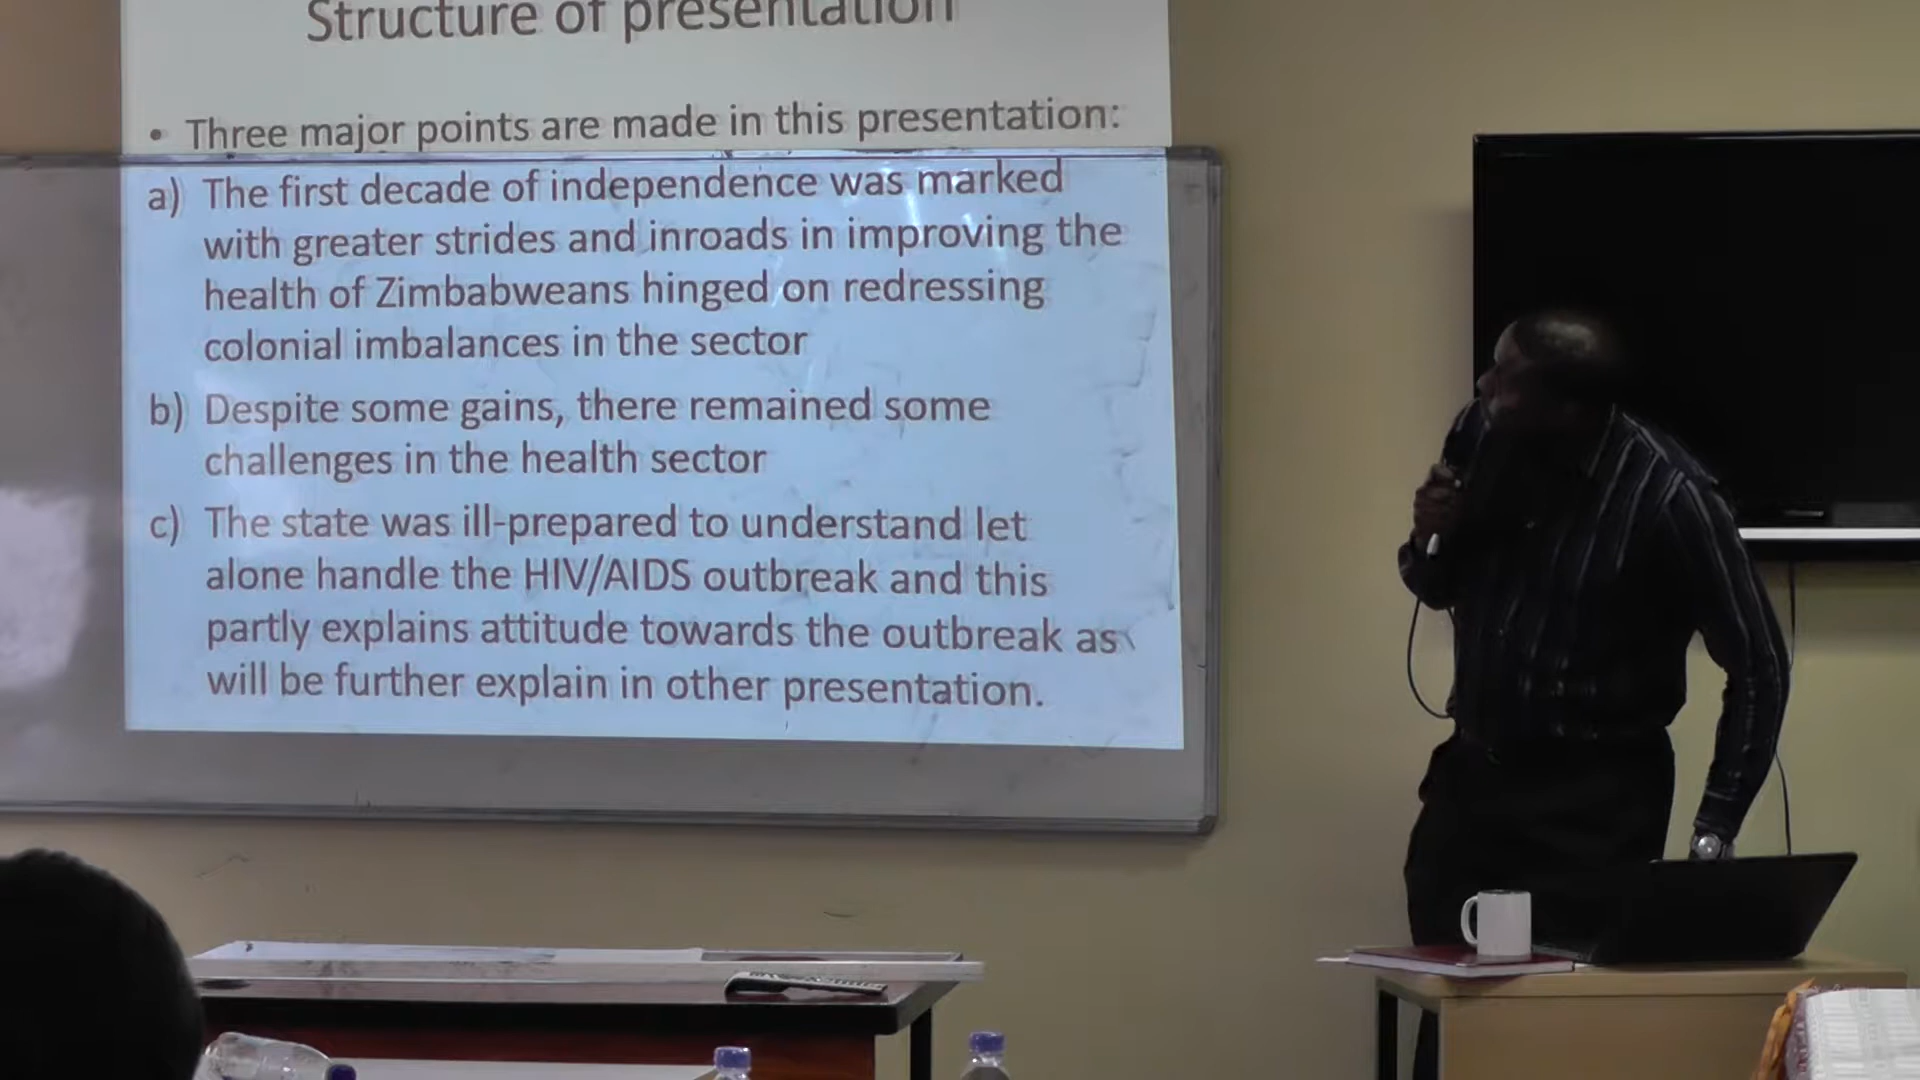 Structure of presentation
• Three major points are made in this presentation:
a) The first decade of independence was marked
with greater strides and inroads in improving the
health of Zimbabweans hinged on redressing
colonial imbalances in the sector
b) Despite some gains, there remained some
challenges in the health sector
c) The state was ill-prepared to understand let
alone handle the HIV/AIDS outbreak and this
partly explains attitude towards the outbreak as
will be further explain in other presentation.